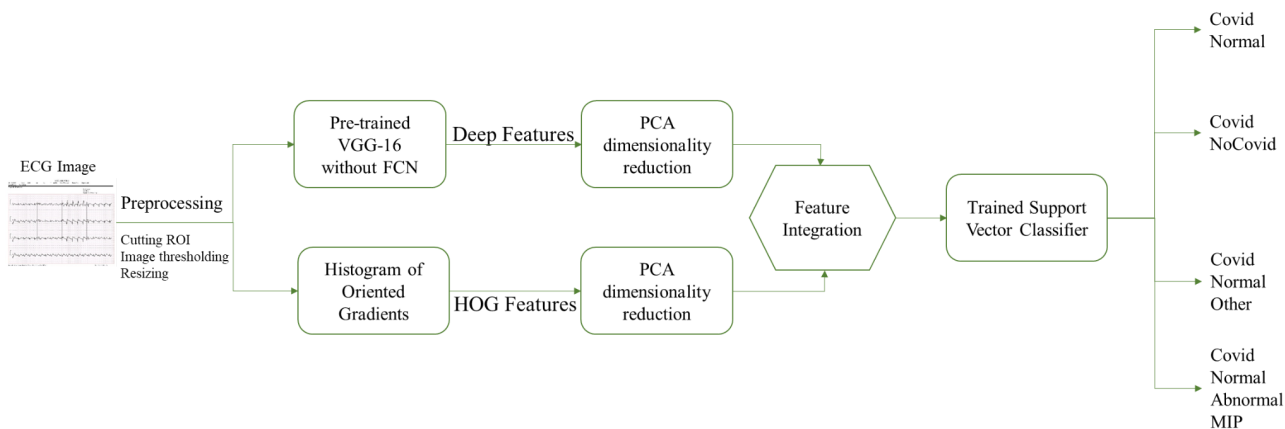 ECG Image
Preprocessing
Cutting ROI
Image thresholding
Resizing
Pre-trained
VGG-16
without FCN
Deep Features
PCA
dimensionality
reduction
Histogram of
Oriented
Gradients
HOG Features
PCA
dimensionality
reduction
Feature
Integration
Trained Support
Vector Classifier
Covid
Normal
Covid
NoCovid
Covid
Normal
Other
Covid
Normal
Abnormal
MIP